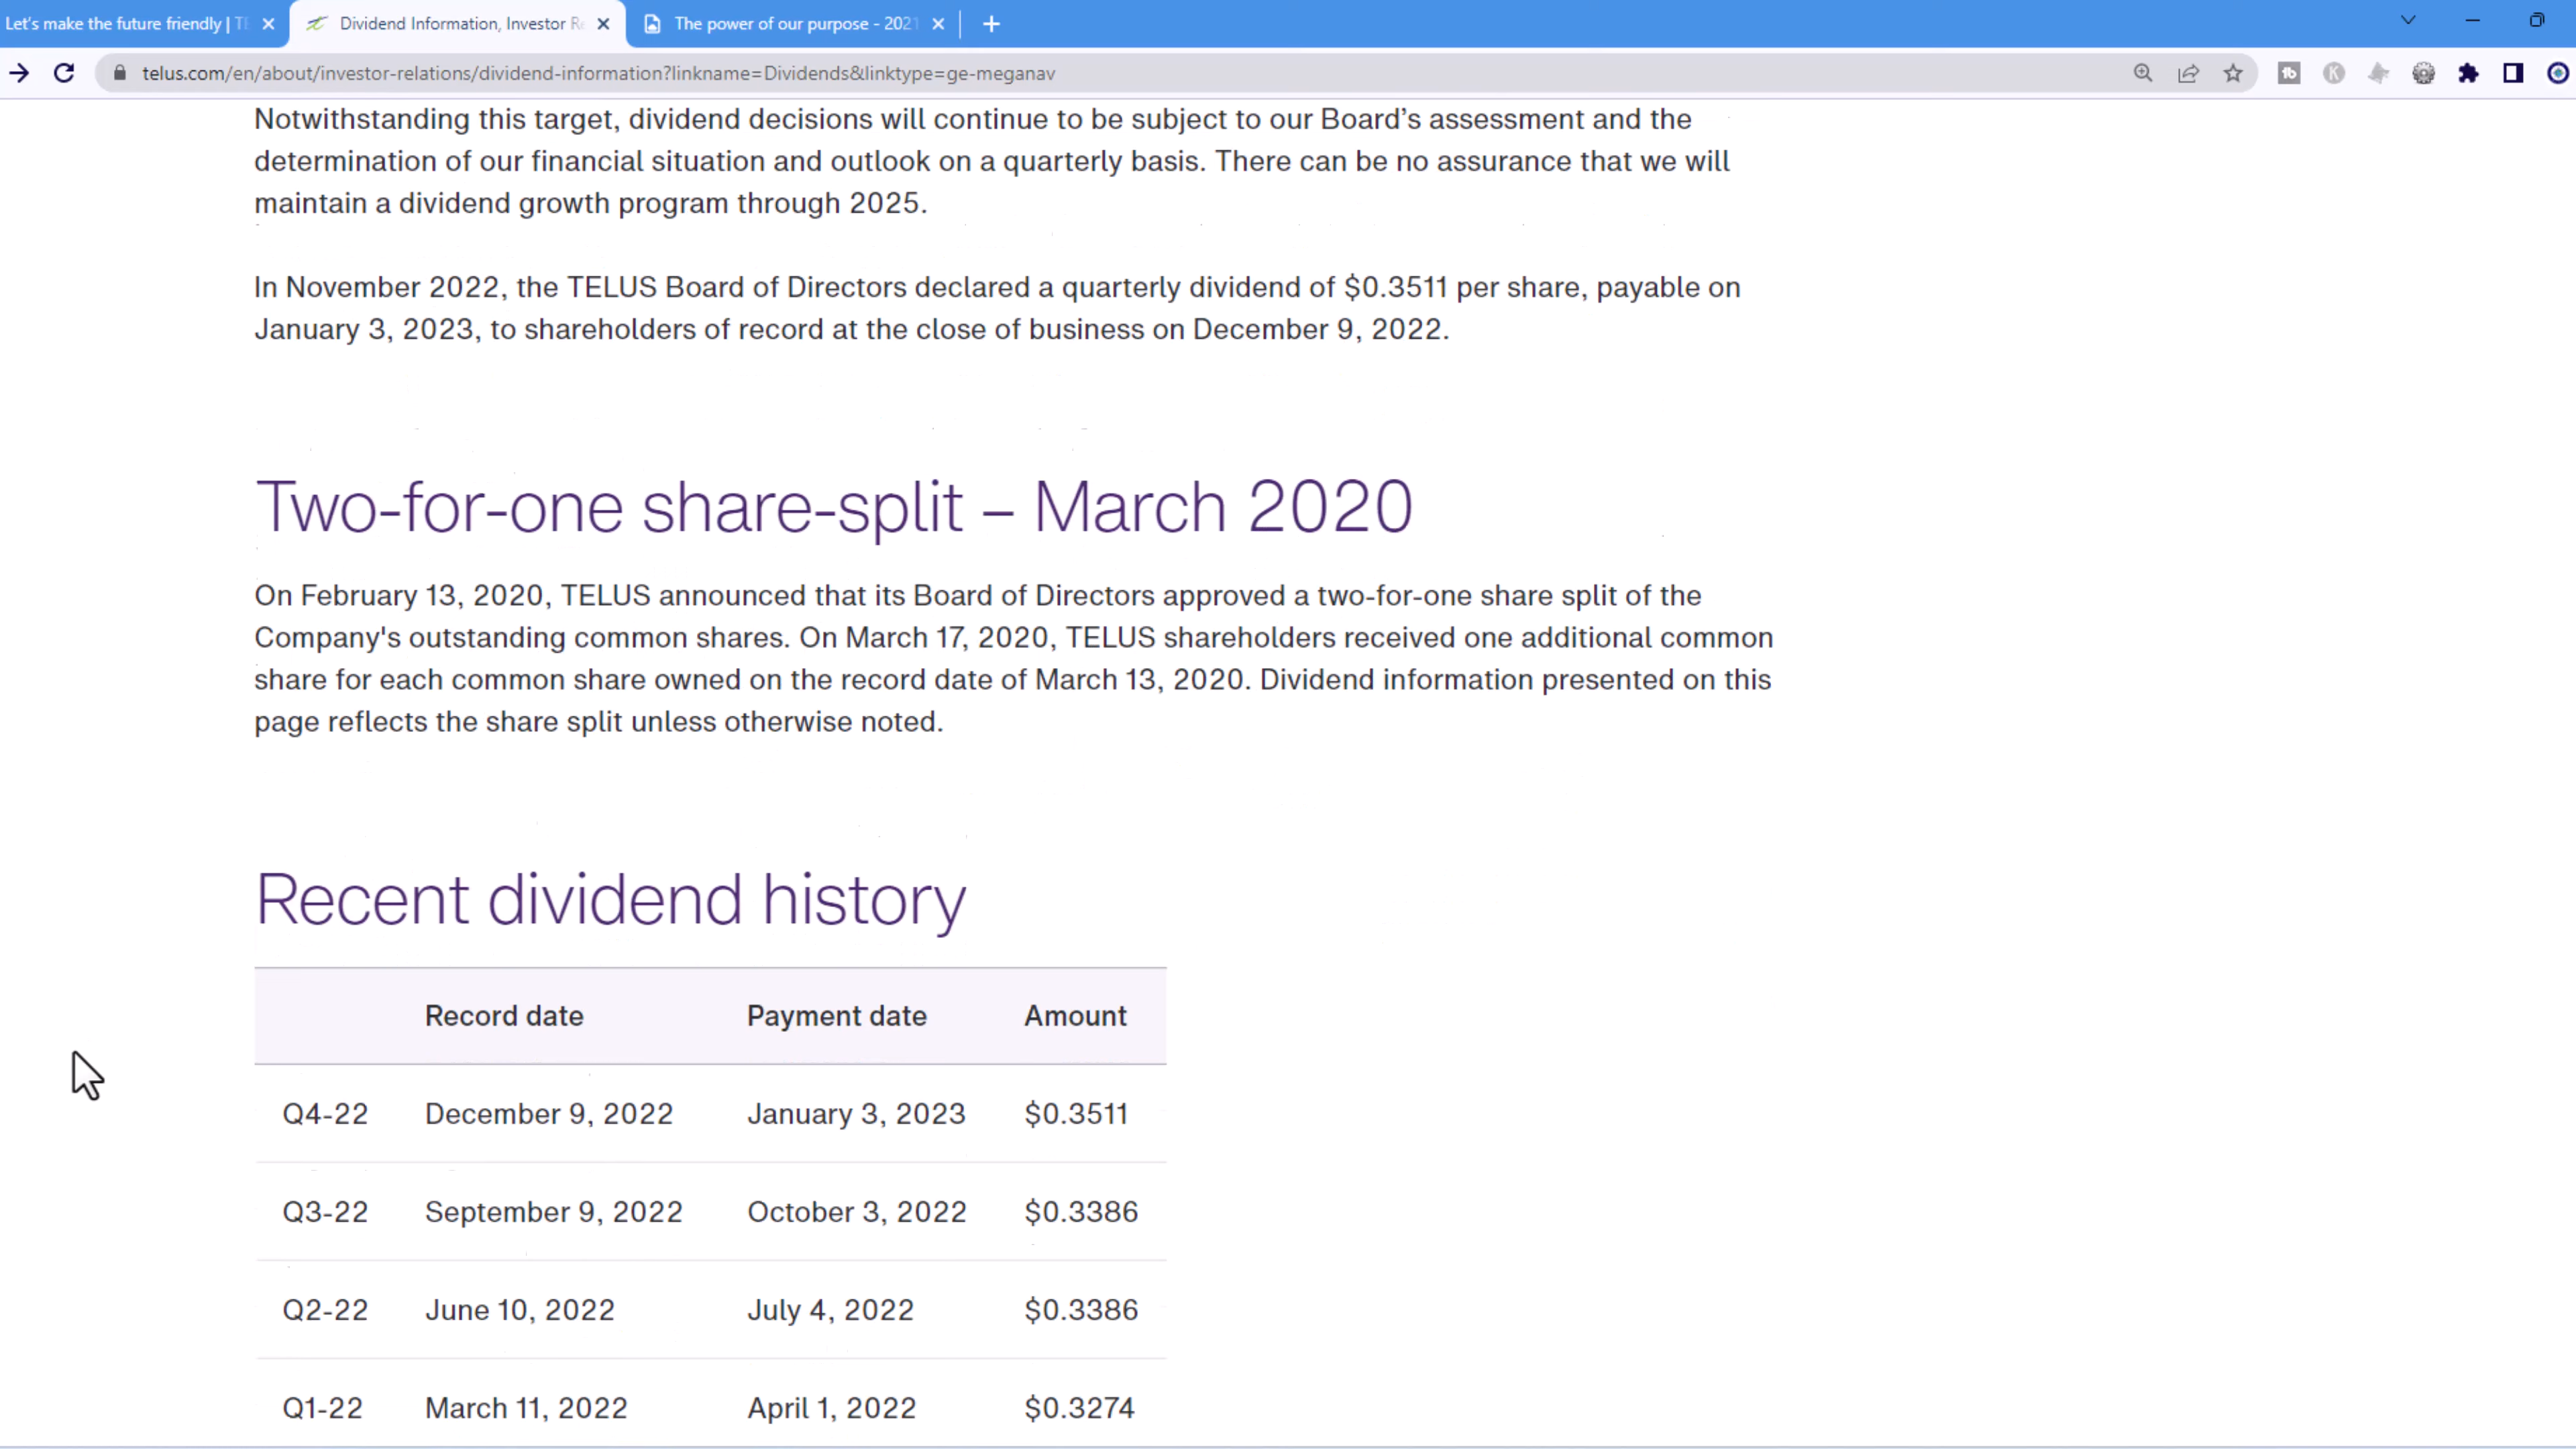 Let's make the future friendly |
Dividend Information, Investor
The power of our purpose - 2021
telus.com/en/about/investor-relations/dividend-information?linkname=Dividends&linktype=ge-meganav
Notwithstanding this target, dividend decisions will continue to be subject to our Board’s assessment and the
determination of our financial situation and outlook on a quarterly basis. There can be no assurance that we will
maintain a dividend growth program through 2025.
In November 2022, the TELUS Board of Directors declared a quarterly dividend of $0.3511 per share, payable on
January 3, 2023, to shareholders of record at the close of business on December 9, 2022.
Two-for-one share-split – March 2020
On February 13, 2020, TELUS announced that its Board of Directors approved a two-for-one share split of the
Company's outstanding common shares. On March 17, 2020, TELUS shareholders received one additional common
share for each common share owned on the record date of March 13, 2020. Dividend information presented on this
page reflects the share split unless otherwise noted.
Recent dividend history
Record date Payment date Amount
Q4-22 December 9, 2022 January 3, 2023 $0.3511
Q3-22 September 9, 2022 October 3, 2022 $0.3386
Q2-22 June 10, 2022 July 4, 2022 $0.3386
Q1-22 March 11, 2022 April 1, 2022 $0.3274